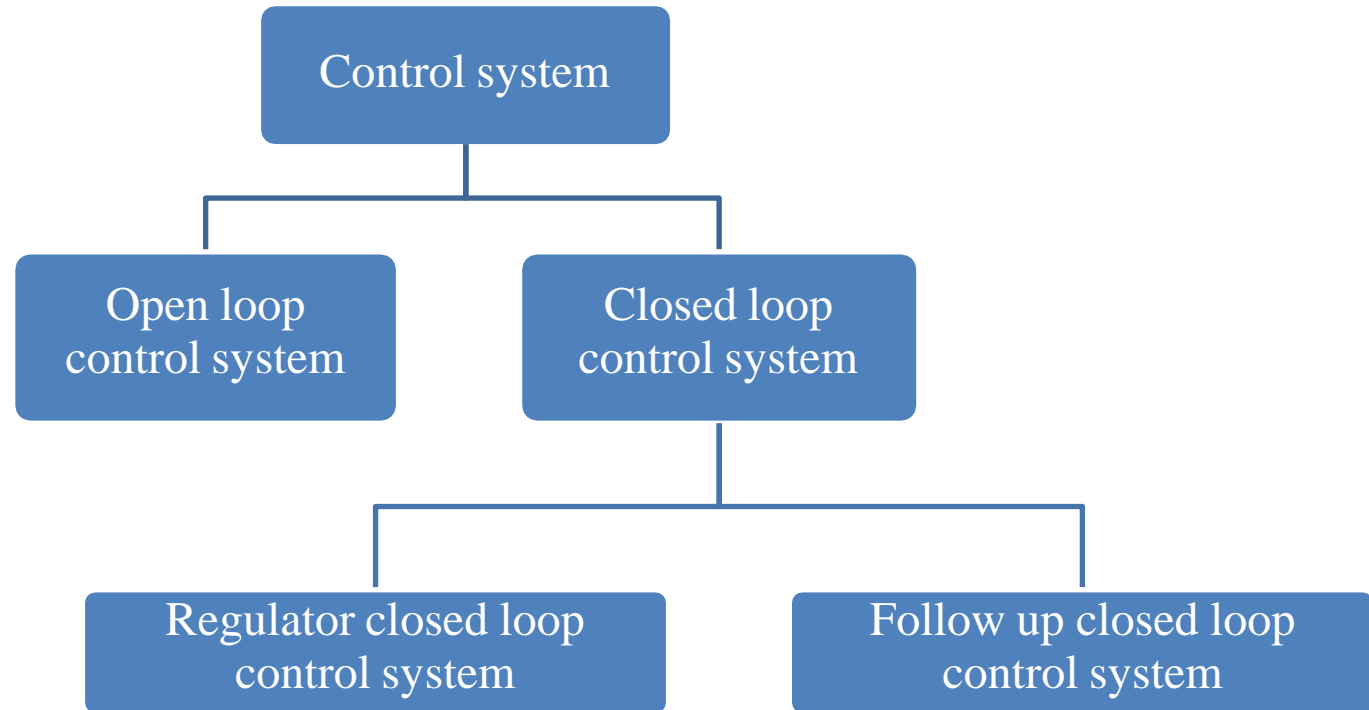 Control system
Open loop
control system
Closed loop
control system
Regulator closed loop
control system
Follow up closed loop
control system